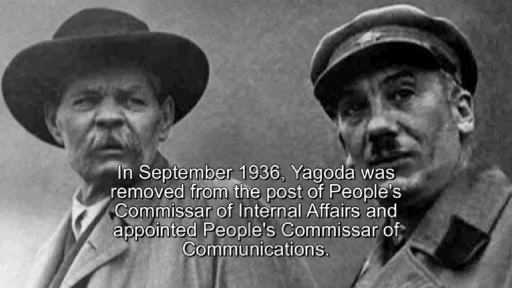 In September 1936, Yagoda was
removed from the post of People's
Commissar of Internal Affairs and
appointed People's Commissar of
Communications.